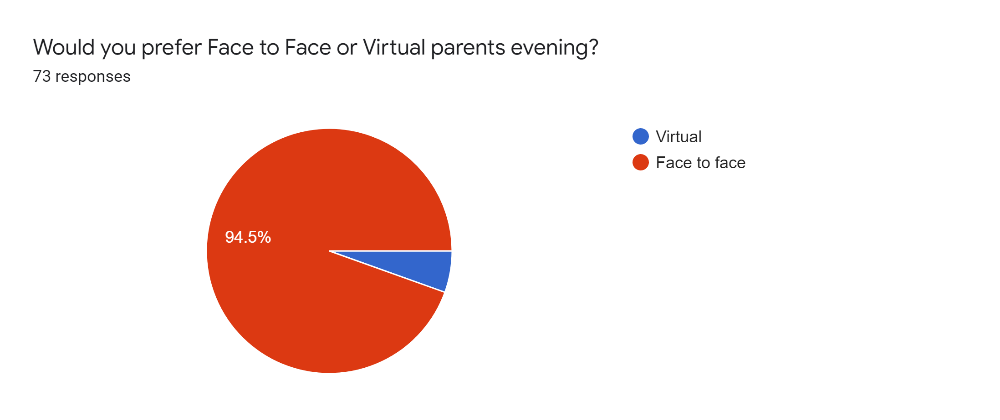 Would you prefer Face to Face or Virtual parents evening?
73 responses
Virtual
Face to face
94.5%